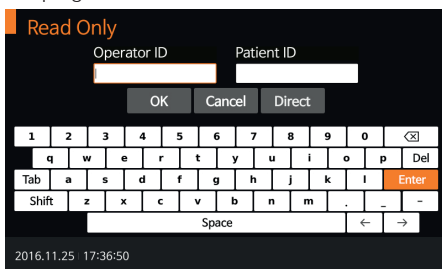 Read Only
Operator ID Patient ID
OK Cancel Direct
1 2 3 4 5 6 7 8 9 0
q w e r t y u i o p Del
Tab a s d f g h j k l Enter
Shift z x c v b n m . _ -
Space ← →
2016.11.25 17:36:50